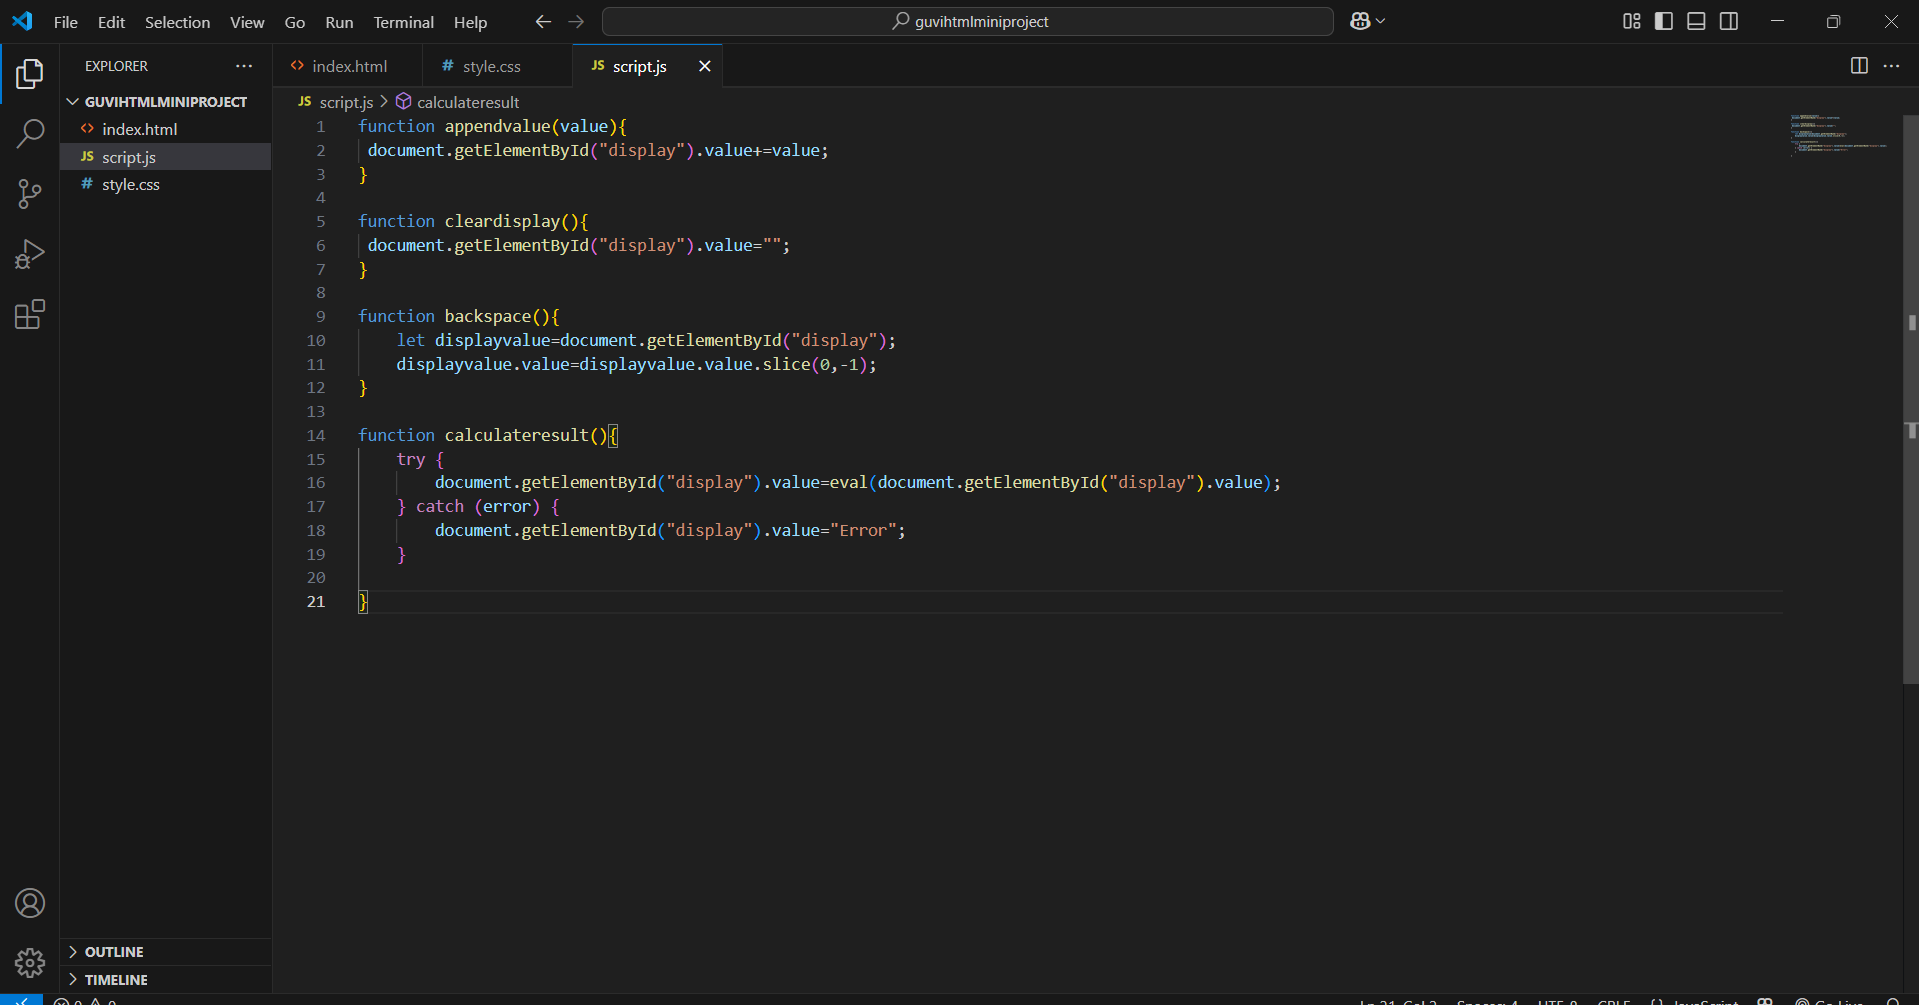 File Edit Selection View Go Run Terminal Help
guvihtmlminiproject
EXPLORER
GUVIHTMLMINIPROJECT
<> index.html
JS script.js
# style.css
OUTLINE
TIMELINE
<> index.html
# style.css
JS script.js
JS script.js > calculateresult
1 function appendvalue(value){
2 document.getElementById("display").value+=value;
3 }
4
5 function cleardisplay(){
6 document.getElementById("display").value="";
7 }
8
9 function backspace(){
10 let displayvalue=document.getElementById("display");
11 displayvalue.value=displayvalue.value.slice(0,-1);
12 }
13
14 function calculateresult(){
15 try {
16 document.getElementById("display").value=eval(document.getElementById("display").value);
17 } catch (error) {
18 document.getElementById("display").value="Error";
19 }
20
21 }